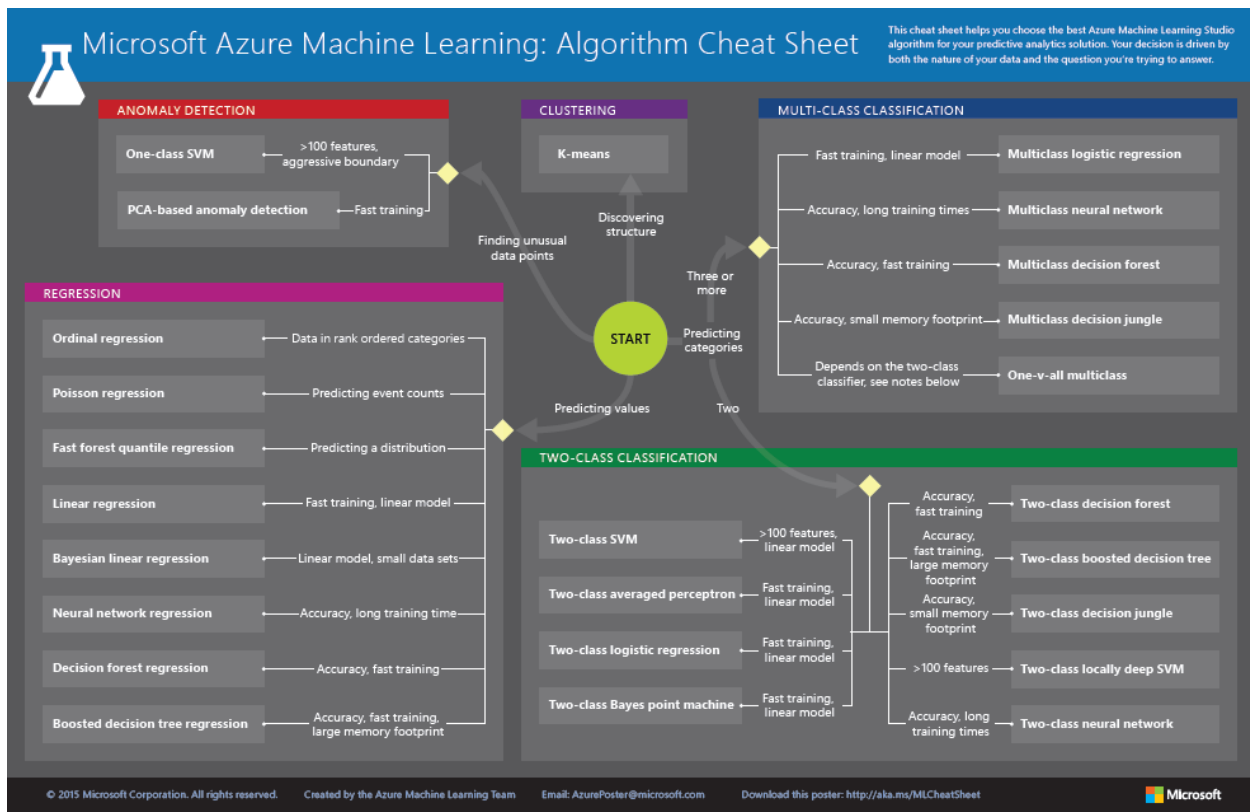 Microsoft Azure Machine Learning: Algorithm Cheat Sheet
This cheat sheet helps you choose the best Azure Machine Learning Studio
algorithm for your predictive analytics solution. Your decision is driven by
both the nature of your data and the question you're trying to answer.
ANOMALY DETECTION
One-class SVM
>100 features,
aggressive boundary
PCA-based anomaly detection
Fast training
Finding unusual
data points
CLUSTERING
K-means
Discovering
structure
MULTI-CLASS CLASSIFICATION
Fast training, linear model
Multiclass logistic regression
Accuracy, long training times
Multiclass neural network
Accuracy, fast training
Multiclass decision forest
Accuracy, small memory footprint
Multiclass decision jungle
Depends on the two-class
classifier, see notes below
One-v-all multiclass
Three or
more
START
Predicting
categories
Predicting values
Two
REGRESSION
Ordinal regression
Data in rank ordered categories
Poisson regression
Predicting event counts
Fast forest quantile regression
Predicting a distribution
Linear regression
Fast training, linear model
Bayesian linear regression
Linear model, small data sets
Neural network regression
Accuracy, long training time
Decision forest regression
Accuracy, fast training
Boosted decision tree regression
Accuracy, fast training,
large memory footprint
TWO-CLASS CLASSIFICATION
Two-class SVM
>100 features,
linear model
Two-class averaged perceptron
Fast training,
linear model
Two-class logistic regression
Fast training,
linear model
Two-class Bayes point machine
Fast training,
linear model
Accuracy,
fast training
Two-class decision forest
Accuracy,
fast training,
large memory
footprint
Two-class boosted decision tree
Accuracy,
small memory
footprint
Two-class decision jungle
>100 features
Two-class locally deep SVM
Accuracy, long
training times
Two-class neural network
© 2015 Microsoft Corporation. All rights reserved.
Created by the Azure Machine Learning Team
Email: AzurePoster@microsoft.com
Download this poster: http://aka.ms/MLCheatSheet
Microsoft